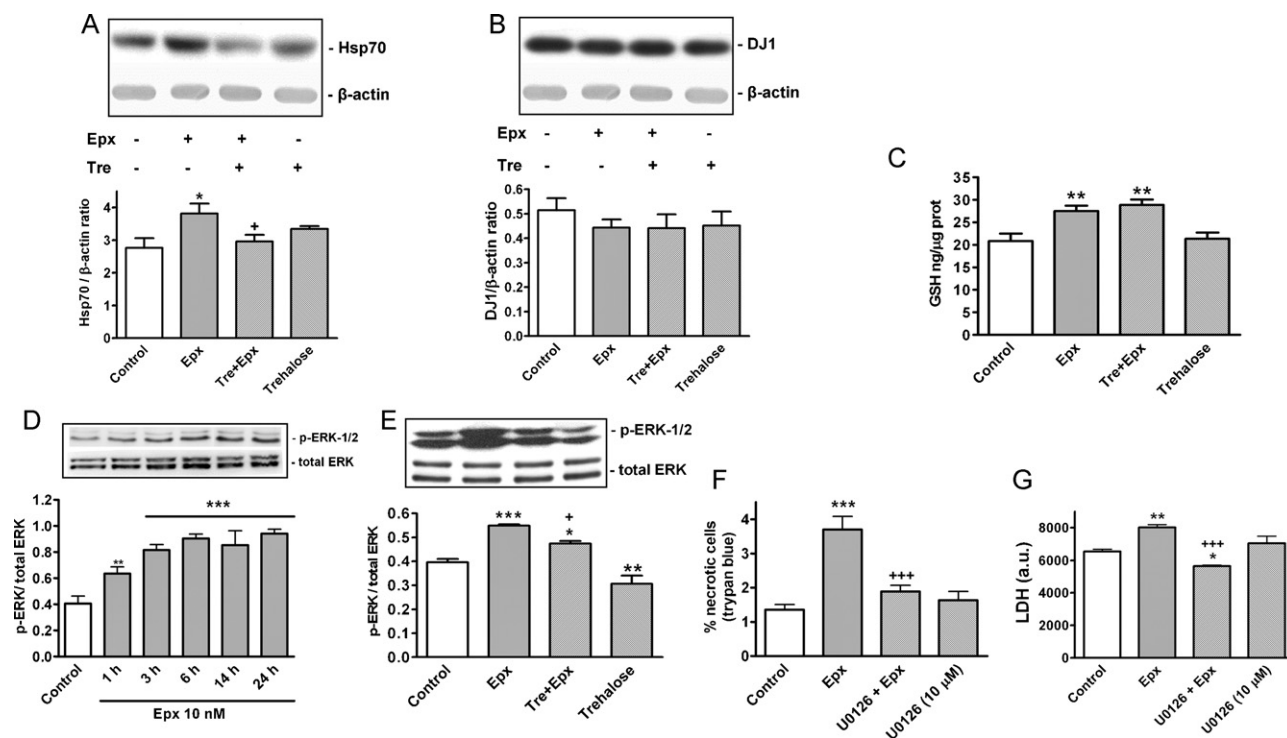 A
- Hsp70
- β-actin
Epx - + + -
Tre - - + +
Hsp70 / β-actin ratio
5
4
3
2
1
0
*
+
Control
Epx
Tre+Epx
Trehalose
B
- DJ1
- β-actin
Epx - + + -
Tre - - + +
DJ1/β-actin ratio
0.6
0.5
0.4
0.3
0.2
0.1
0.0
Control
Epx
Tre+Epx
Trehalose
C
GSH ng/µg prot
35
30
25
20
15
10
5
0
**
**
Control
Epx
Tre+Epx
Trehalose
D
- p-ERK-1/2
- total ERK
p-ERK/ total ERK
1.2
1.0
0.8
0.6
0.4
0.2
0.0
**
***
Control
1 h
3 h
6 h
14 h
24 h
Epx 10 nM
E
- p-ERK-1/2
- total ERK
p-ERK / total ERK
0.6
0.5
0.4
0.3
0.2
0.1
0.0
***
+
*
**
Control
Epx
Tre+Epx
Trehalose
F
% necrotic cells
(trypan blue)
5
4
3
2
1
0
***
+++
Control
Epx
U0126 + Epx
U0126 (10 µM)
G
LDH (a.u.)
8000
6000
4000
2000
0
**
+++
*
Control
Epx
U0126 + Epx
U0126 (10 µM)